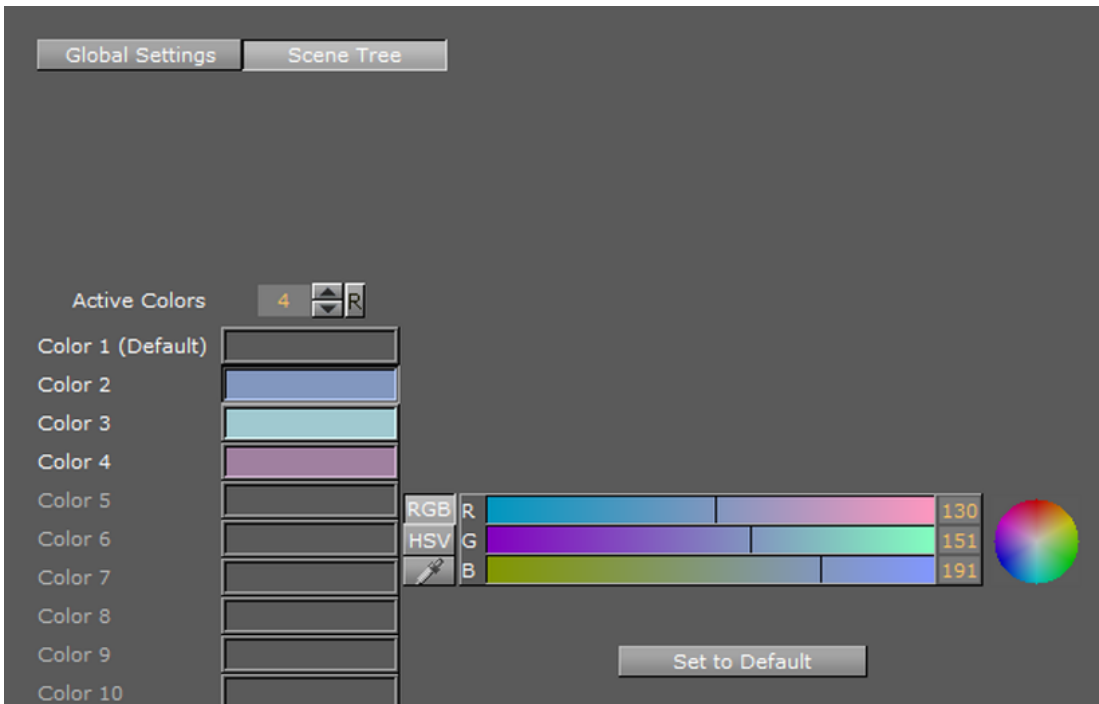 Global Settings Scene Tree
Active Colors 4 R
Color 1 (Default)
Color 2
Color 3
Color 4
Color 5
RGB R 130
Color 6
HSV G 151
Color 7
B 191
Color 8
Color 9
Set to Default
Color 10